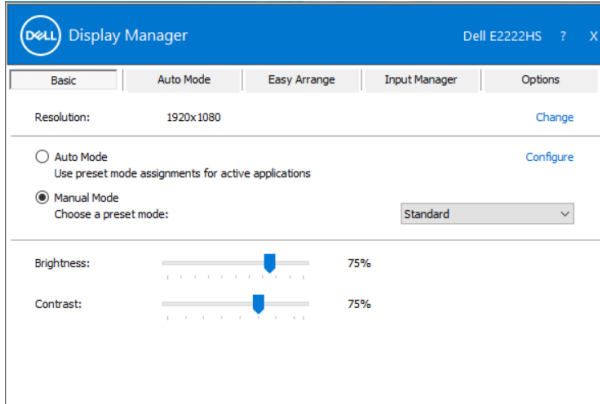 DELL Display Manager Dell E2222HS ? X
Basic Auto Mode Easy Arrange Input Manager Options
Resolution: 1920x1080 Change
Auto Mode Configure
Use preset mode assignments for active applications
Manual Mode
Choose a preset mode: Standard
Brightness: 75%
Contrast: 75%